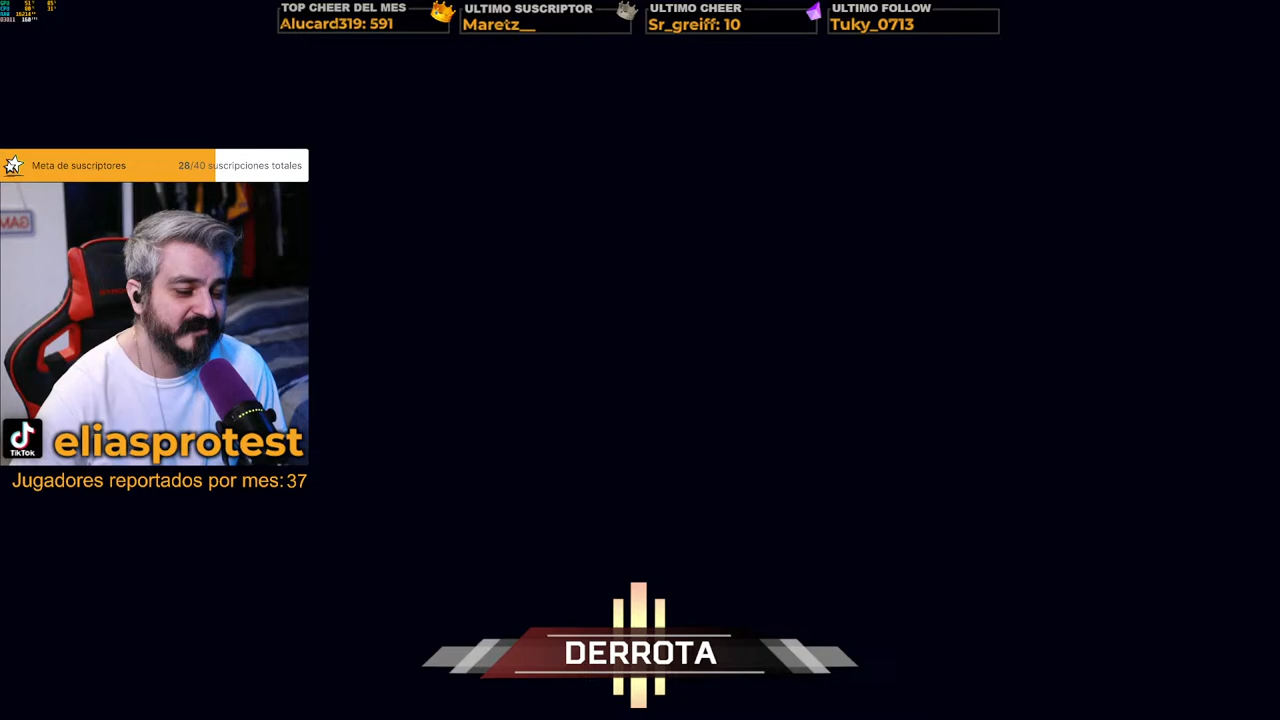 TOP CHEER DEL MES
Alucard319: 591
ULTIMO SUSCRIPTOR
Maretz__
ULTIMO CHEER
Sr_greiff: 10
ULTIMO FOLLOW
Tuky_0713
Meta de suscriptores
28/40 suscripciones totales
TikTok
eliasprotest
Jugadores reportados por mes: 37
DERROTA